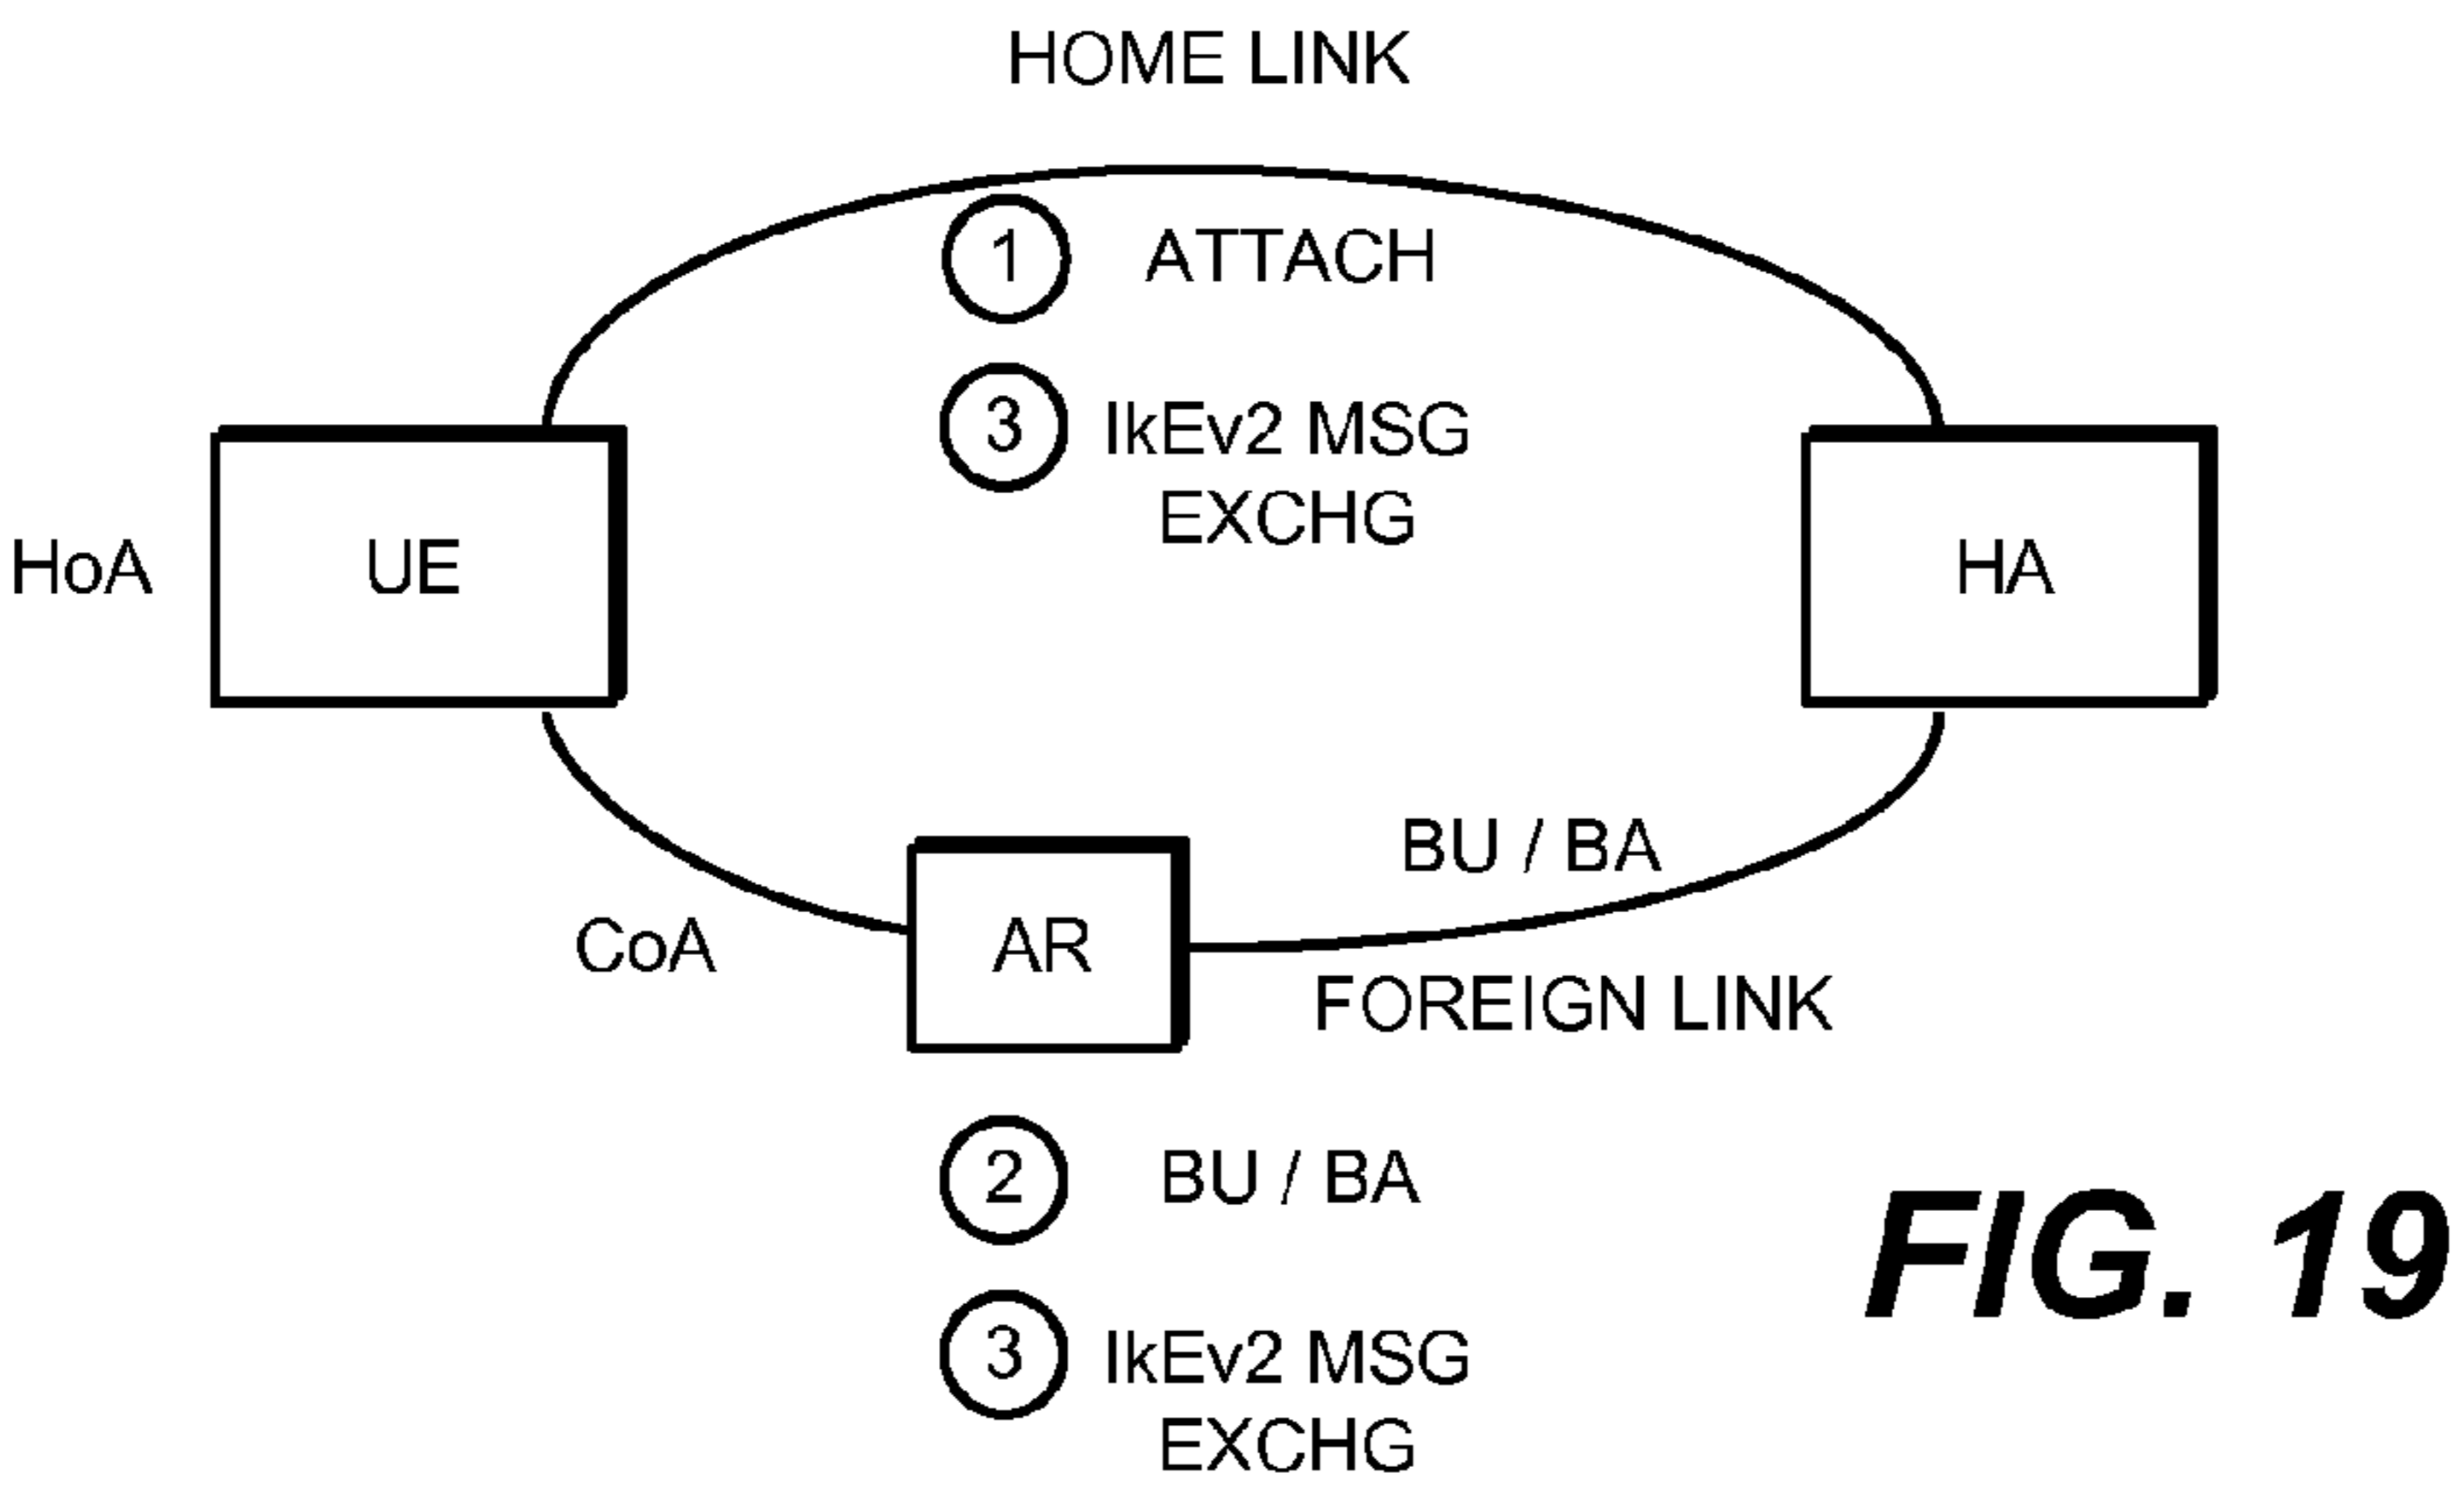 HOME LINK
1 ATTACH
3 IkEv2 MSG
EXCHG
HoA
UE
HA
BU / BA
CoA
AR
FOREIGN LINK
2 BU / BA
3 IkEv2 MSG
EXCHG
FIG. 19